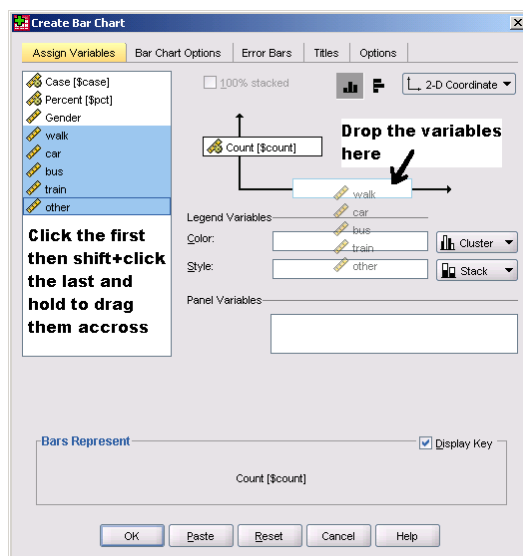 Create Bar Chart
Assign Variables Bar Chart Options Error Bars Titles Options
Case [$case]
Percent [$pct]
Gender
walk
car
bus
train
other
Click the first
then shift+click
the last and
hold to drag
them accross
100% stacked
2-D Coordinate
Count [$count]
Drop the variables
here
walk
car
bus
train
other
Legend Variables
Color:
Cluster
Style:
Stack
Panel Variables
Bars Represent
Display Key
Count [$count]
OK Paste Reset Cancel Help